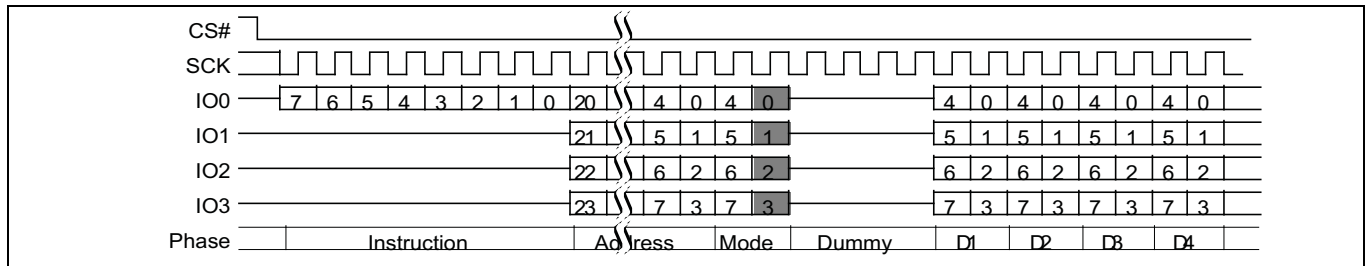 CS#
SCK
IO0 7 6 5 4 3 2 1 0 20 4 0 4 0 4 0 4 0 4 0 4 0
IO1 21 5 1 5 1 5 1 5 1 5 1 5 1
IO2 22 6 2 6 2 6 2 6 2 6 2 6 2
IO3 23 7 3 7 3 7 3 7 3 7 3 7 3
Phase Instruction Address Mode Dummy D1 D2 D3 D4